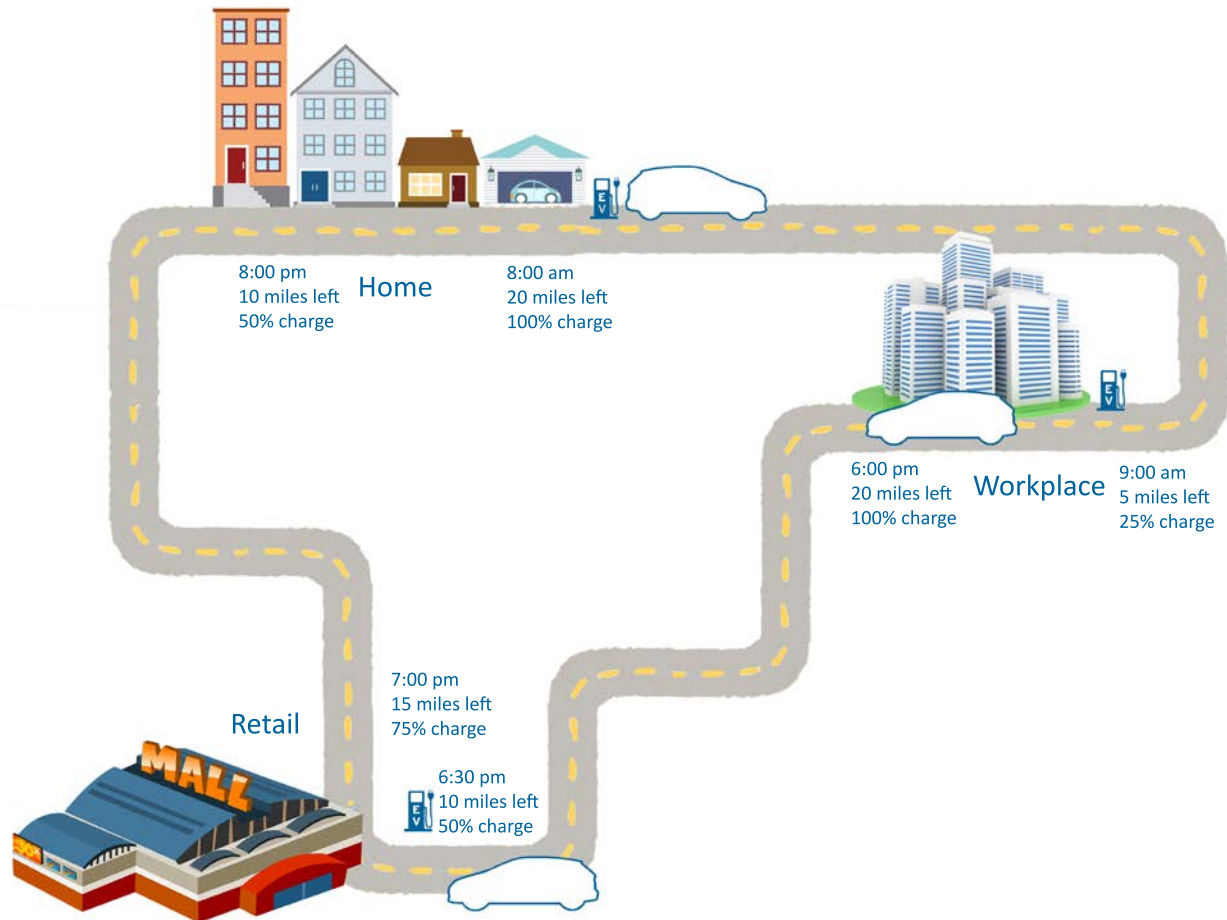 8:00 pm
10 miles left
50% charge
Home
8:00 am
20 miles left
100% charge
EV
6:00 pm
20 miles left
100% charge
Workplace
9:00 am
5 miles left
25% charge
EV
7:00 pm
15 miles left
75% charge
Retail
MALL
6:30 pm
10 miles left
50% charge
EV